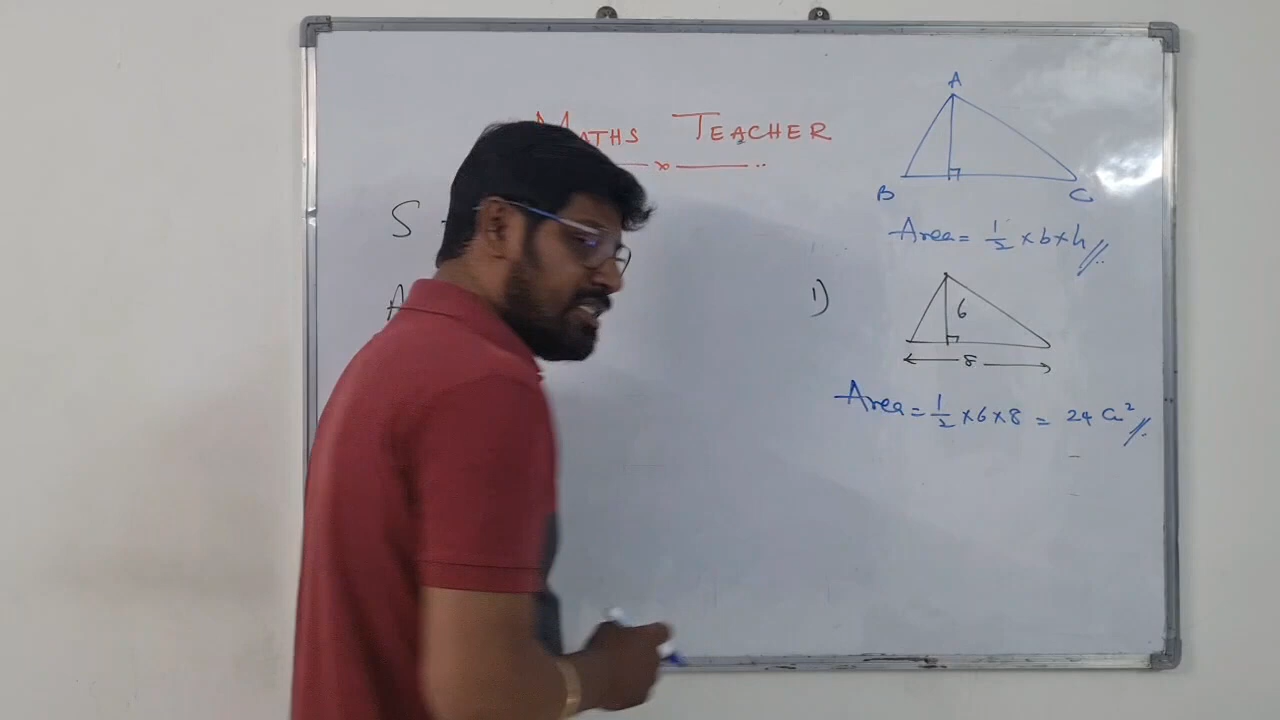 MATHS TEACHER
x
S
A
A
B C
Area = 1/2 × b × h //
1)
6
8
Area = 1/2 × 6 × 8 = 24 cm² //